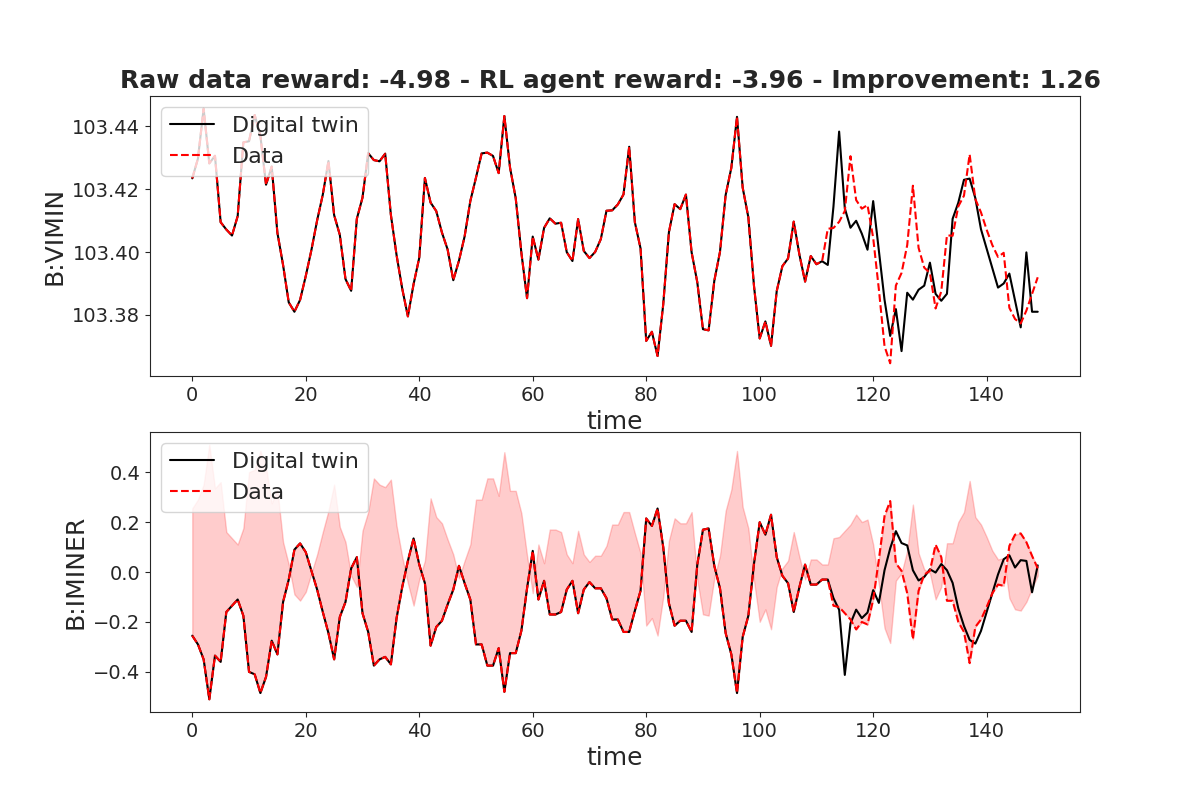 Raw data reward: -4.98 - RL agent reward: -3.96 - Improvement: 1.26
Digital twin
Data
B:VIMIN
103.44
103.42
103.40
103.38
0 20 40 60 80 100 120 140
time
Digital twin
Data
B:IMINER
0.4
0.2
0.0
−0.2
−0.4
0 20 40 60 80 100 120 140
time